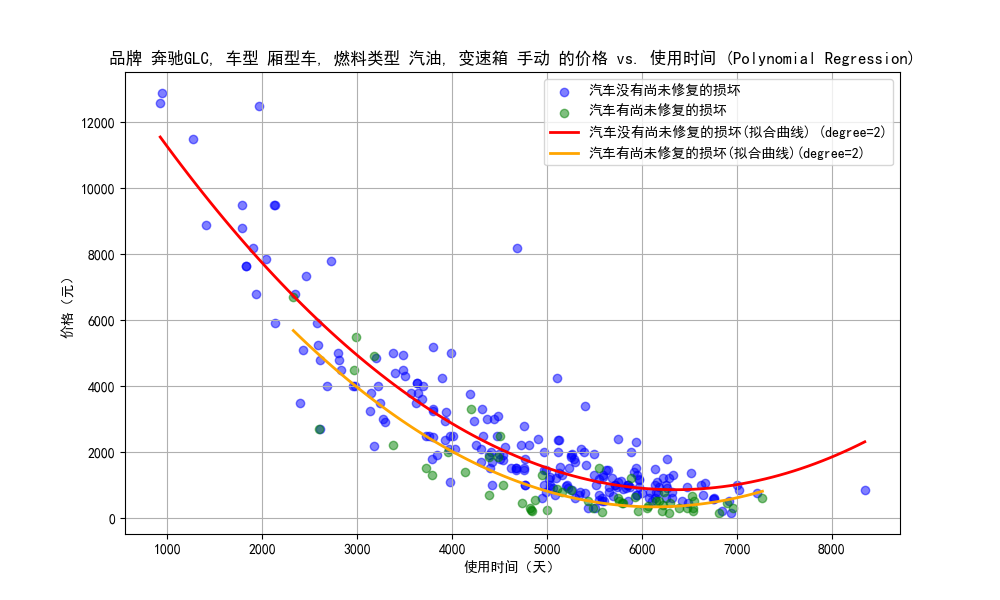 品牌 奔驰GLC, 车型 厢型车, 燃料类型 汽油, 变速箱 手动 的价格 vs. 使用时间 (Polynomial Regression)
汽车没有尚未修复的损坏
汽车有尚未修复的损坏
汽车没有尚未修复的损坏(拟合曲线) (degree=2)
汽车有尚未修复的损坏(拟合曲线)(degree=2)
价格（元）
12000
10000
8000
6000
4000
2000
0
1000 2000 3000 4000 5000 6000 7000 8000
使用时间（天）